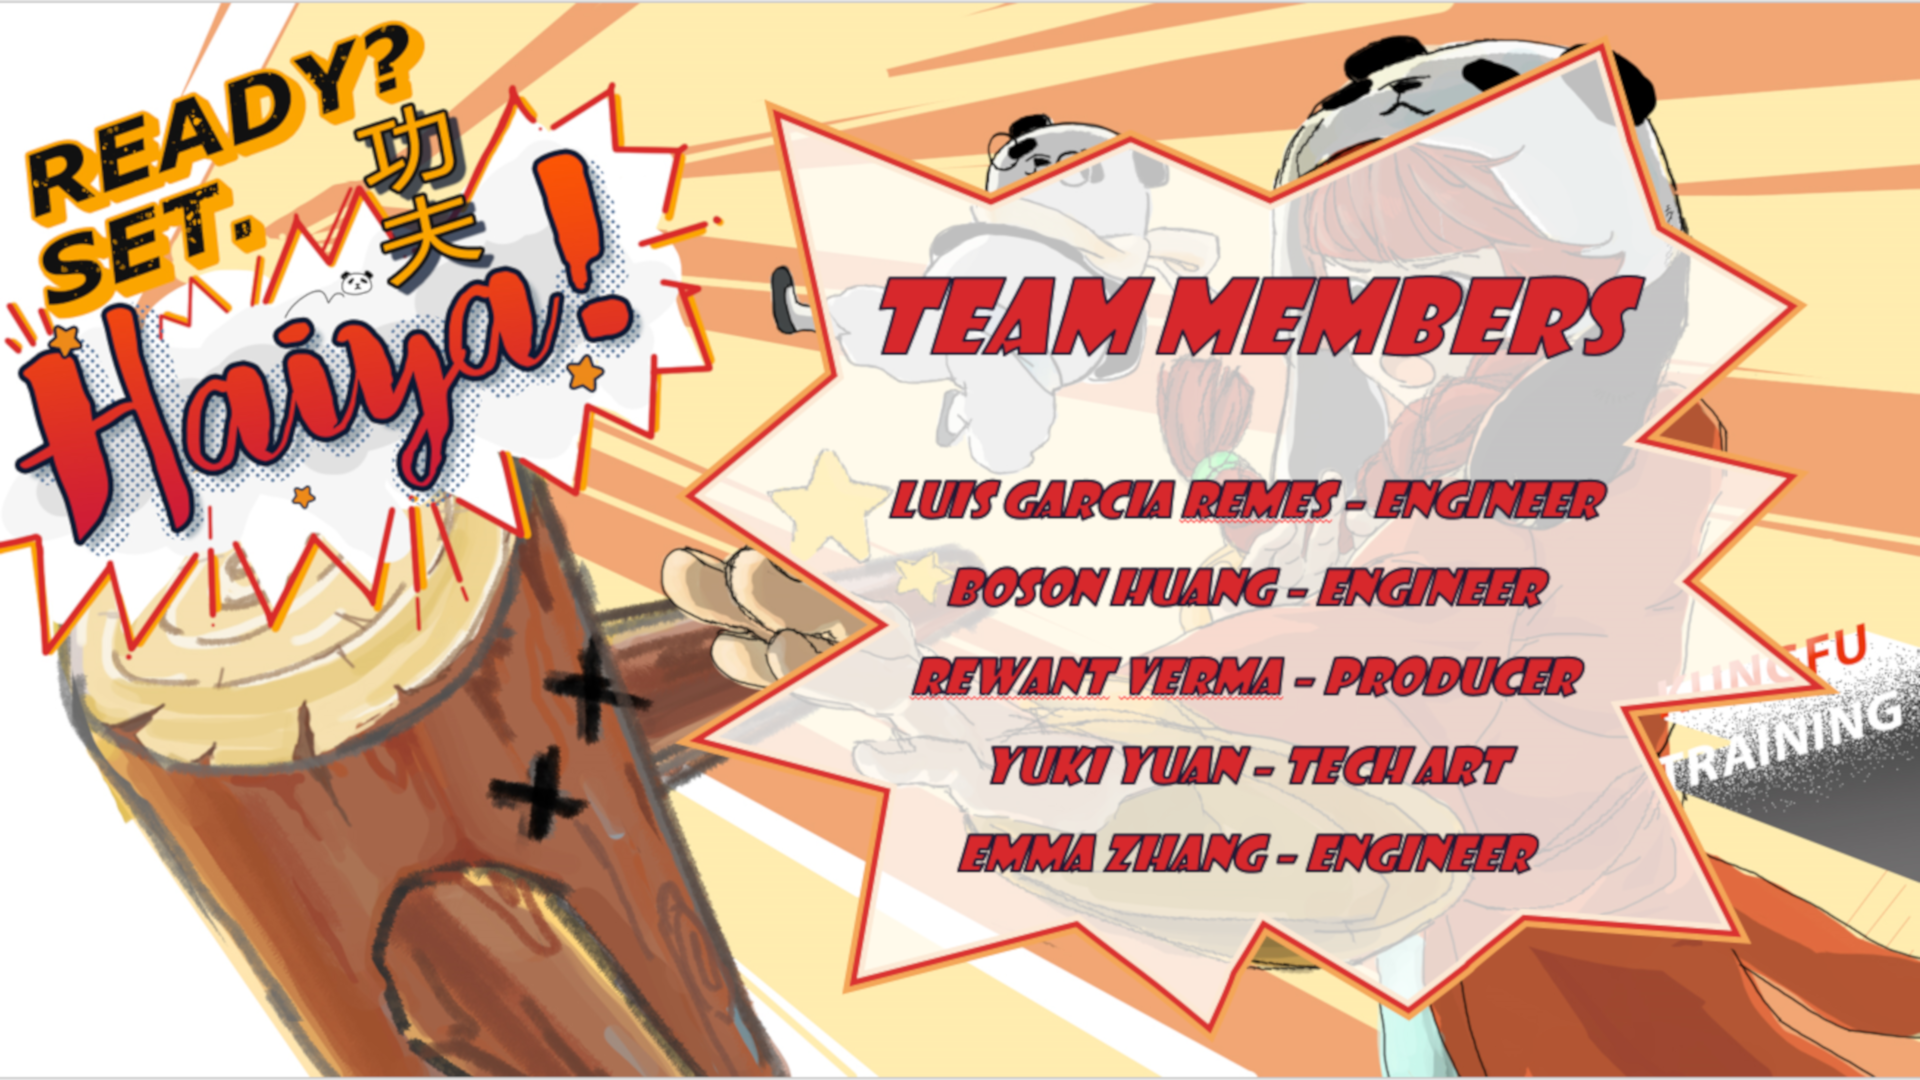 READY?
SET.
功
夫
Haiya!
TEAM MEMBERS
LUIS GARCIA REMES - ENGINEER
BOSON HUANG - ENGINEER
REWANT VERMA - PRODUCER
YUKI YUAN - TECH ART
EMMA ZHANG - ENGINEER
KUNGFU
TRAINING